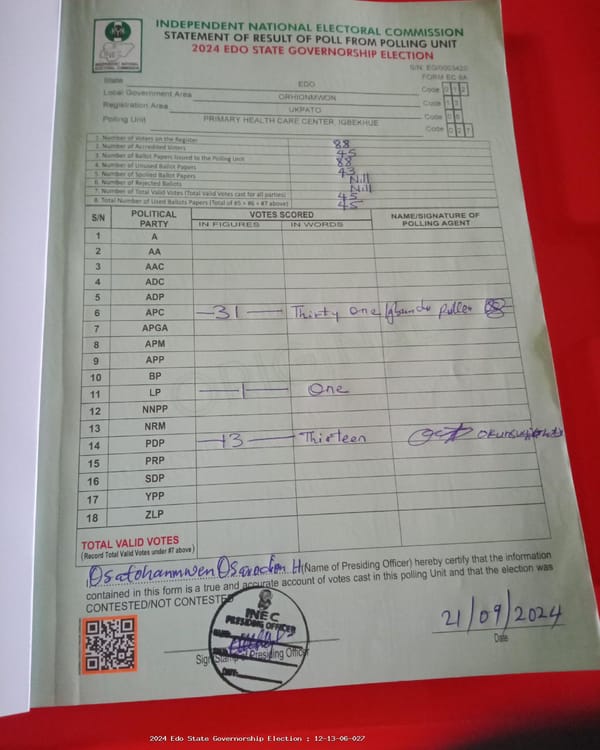 INDEPENDENT NATIONAL ELECTORAL COMMISSION
STATEMENT OF RESULT OF POLL FROM POLLING UNIT
2024 EDO STATE GOVERNORSHIP ELECTION
INDEPENDENT NATIONAL ELECTORAL COMMISSION
S/N: EG/0003420
FORM EC 8A
State EDO Code 0 1 2
Local Government Area ORHIONMWON Code 1 3
Registration Area UKPATO Code 0 6
Polling Unit PRIMARY HEALTH CARE CENTER, IGBEKHUE Code 0 2 7
1. Number of Voters on the Register 88
2. Number of Accredited Voters 45
3. Number of Ballot Papers Issued to the Polling Unit 88
4. Number of Unused Ballot Papers 43
5. Number of Spoiled Ballot Papers Nill
6. Number of Rejected Ballots Nill
7. Number of Total Valid Votes (Total Valid Votes cast for all parties) 45
8. Total Number of Used Ballots Papers (Total of #5 + #6 + #7 above) 45
S/N POLITICAL PARTY VOTES SCORED NAME/SIGNATURE OF POLLING AGENT
IN FIGURES IN WORDS
1 A
2 AA
3 AAC
4 ADC
5 ADP
6 APC 31 Thirty One
7 APGA
8 APM
9 APP
10 BP
11 LP 1 One
12 NNPP
13 NRM
14 PDP 13 Thirteen
15 PRP
16 SDP
17 YPP
18 ZLP
TOTAL VALID VOTES
(Record Total Valid Votes under #7 above)
I, Osatohanmwen H (Name of Presiding Officer) hereby certify that the information
contained in this form is a true and accurate account of votes cast in this polling Unit and that the election was
CONTESTED/NOT CONTESTED
INEC
PRESIDING OFFICER
Date:
Sign Stamp of Presiding Officer
21/09/2024
Date
2024 Edo State Governorship Election : 12-13-06-027